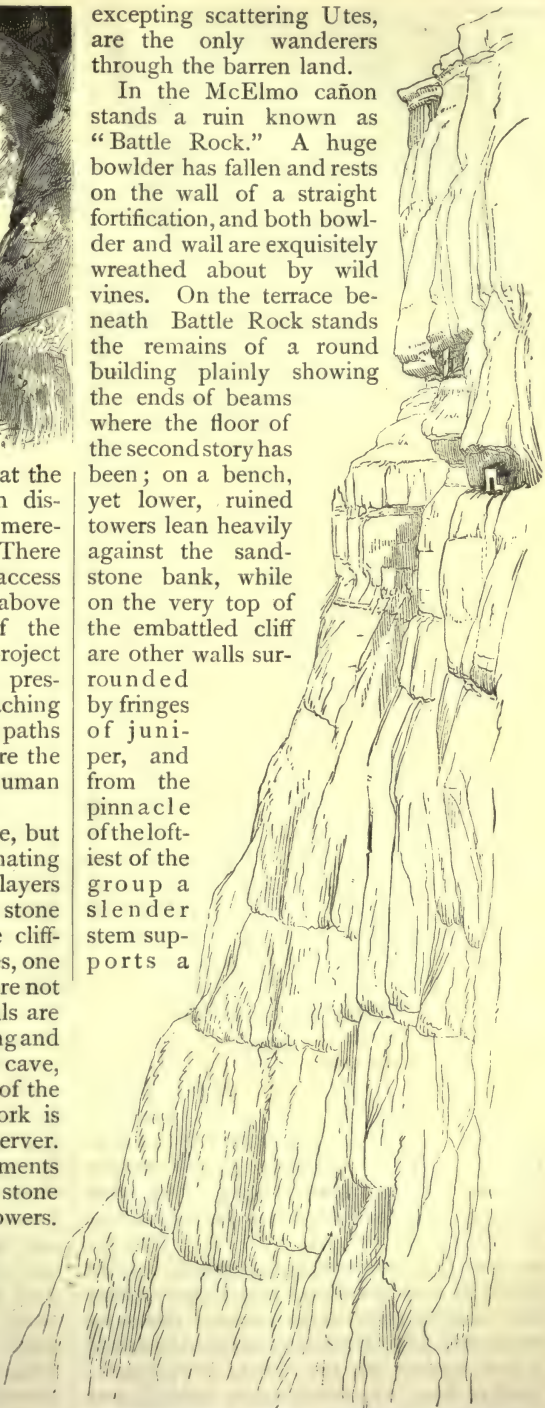 at the
n dis-
mere-
There
access
above
f the
roject
pres-
ching
paths
re the
uman
e, but
nating
layers
stone
e cliff-
es, one
re not
ls are
ng and
cave,
of the
ork is
erver.
ments
stone
owers.
excepting scattering Utes,
are the only wanderers
through the barren land.
In the McElmo cañon
stands a ruin known as
“Battle Rock.” A huge
bowlder has fallen and rests
on the wall of a straight
fortification, and both bowl-
der and wall are exquisitely
wreathed about by wild
vines. On the terrace be-
neath Battle Rock stands
the remains of a round
building plainly showing
the ends of beams
where the floor of
the second story has
been; on a bench,
yet lower, ruined
towers lean heavily
against the sand-
stone bank, while
on the very top of
the embattled cliff
are other walls sur-
rounded
by fringes
of juni-
per, and
from the
pinnacle
of the loft-
iest of the
group a
slender
stem sup-
ports a